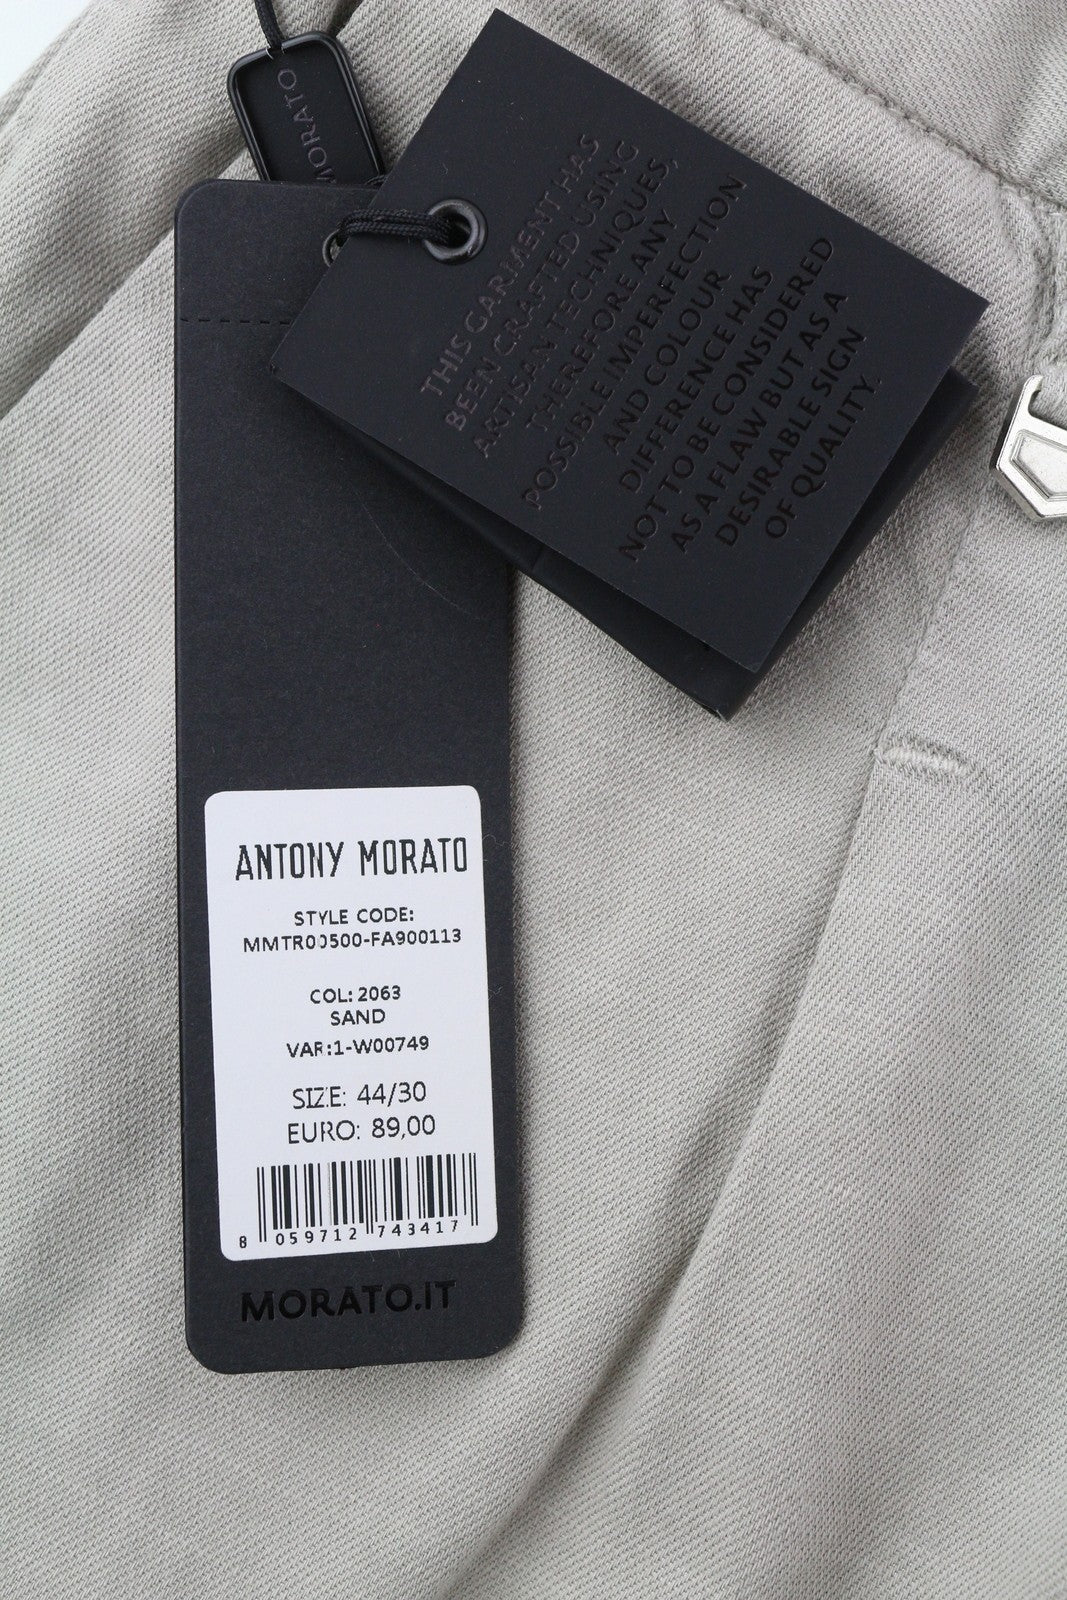 MORATO
THIS GARMENT HAS
BEEN CRAFTED USING
ARTISAN TECHNIQUES,
THEREFORE ANY
POSSIBLE IMPERFECTION
AND COLOUR
DIFFERENCE HAS
NOT TO BE CONSIDERED
AS A FLAW BUT AS A
DESIRABLE SIGN
OF QUALITY.
ANTONY MORATO
STYLE CODE:
MMTR00500-FA900113
COL: 2063
SAND
VAR:1-W00749
SIZE: 44/30
EURO: 89,00
8 059712 743417
MORATO.IT